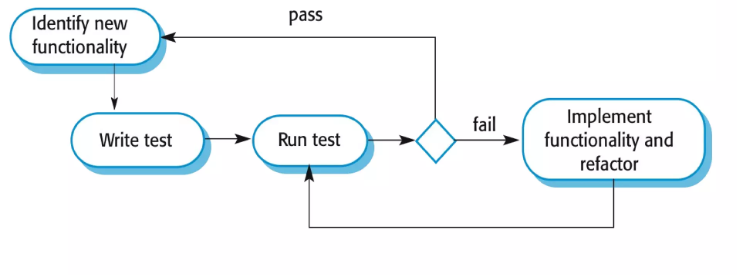 Identify new
functionality
pass
Write test
Run test
fail
Implement
functionality and
refactor